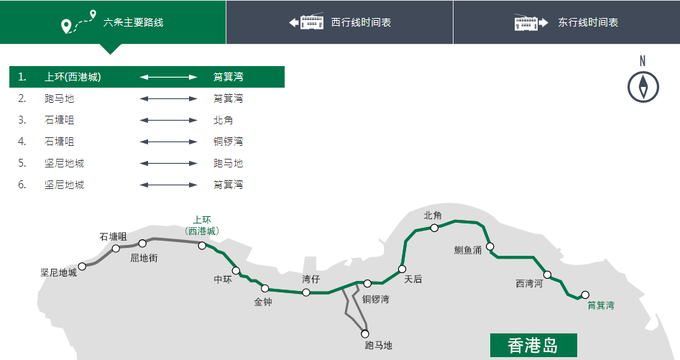 六条主要路线
西行线时间表
东行线时间表
N
1. 上环(西港城) 筲箕湾
2. 跑马地 筲箕湾
3. 石塘咀 北角
4. 石塘咀 铜锣湾
5. 坚尼地城 跑马地
6. 坚尼地城 筲箕湾
北角
上环
(西港城)
石塘咀
屈地街
鲗鱼涌
坚尼地城
中环
湾仔
天后
西湾河
金钟
铜锣湾
筲箕湾
跑马地
香港岛